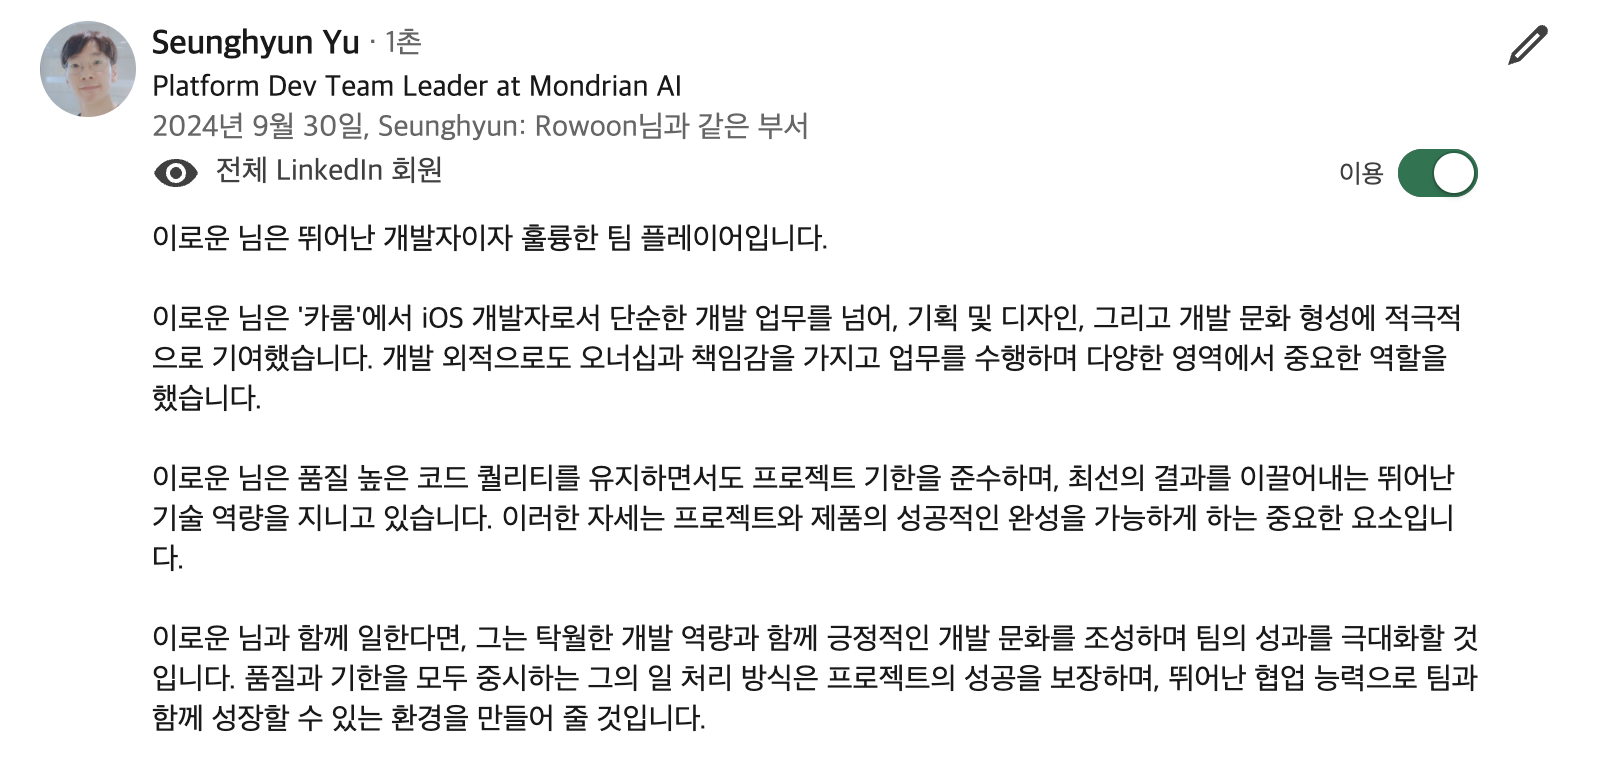 Seunghyun Yu · 1촌
Platform Dev Team Leader at Mondrian AI
2024년 9월 30일, Seunghyun: Rowoon님과 같은 부서
전체 LinkedIn 회원
이용
이로운 님은 뛰어난 개발자이자 훌륭한 팀 플레이어입니다.
이로운 님은 '카룸'에서 iOS 개발자로서 단순한 개발 업무를 넘어, 기획 및 디자인, 그리고 개발 문화 형성에 적극적
으로 기여했습니다. 개발 외적으로도 오너십과 책임감을 가지고 업무를 수행하며 다양한 영역에서 중요한 역할을
했습니다.
이로운 님은 품질 높은 코드 퀄리티를 유지하면서도 프로젝트 기한을 준수하며, 최선의 결과를 이끌어내는 뛰어난
기술 역량을 지니고 있습니다. 이러한 자세는 프로젝트와 제품의 성공적인 완성을 가능하게 하는 중요한 요소입니
다.
이로운 님과 함께 일한다면, 그는 탁월한 개발 역량과 함께 긍정적인 개발 문화를 조성하며 팀의 성과를 극대화할 것
입니다. 품질과 기한을 모두 중시하는 그의 일 처리 방식은 프로젝트의 성공을 보장하며, 뛰어난 협업 능력으로 팀과
함께 성장할 수 있는 환경을 만들어 줄 것입니다.